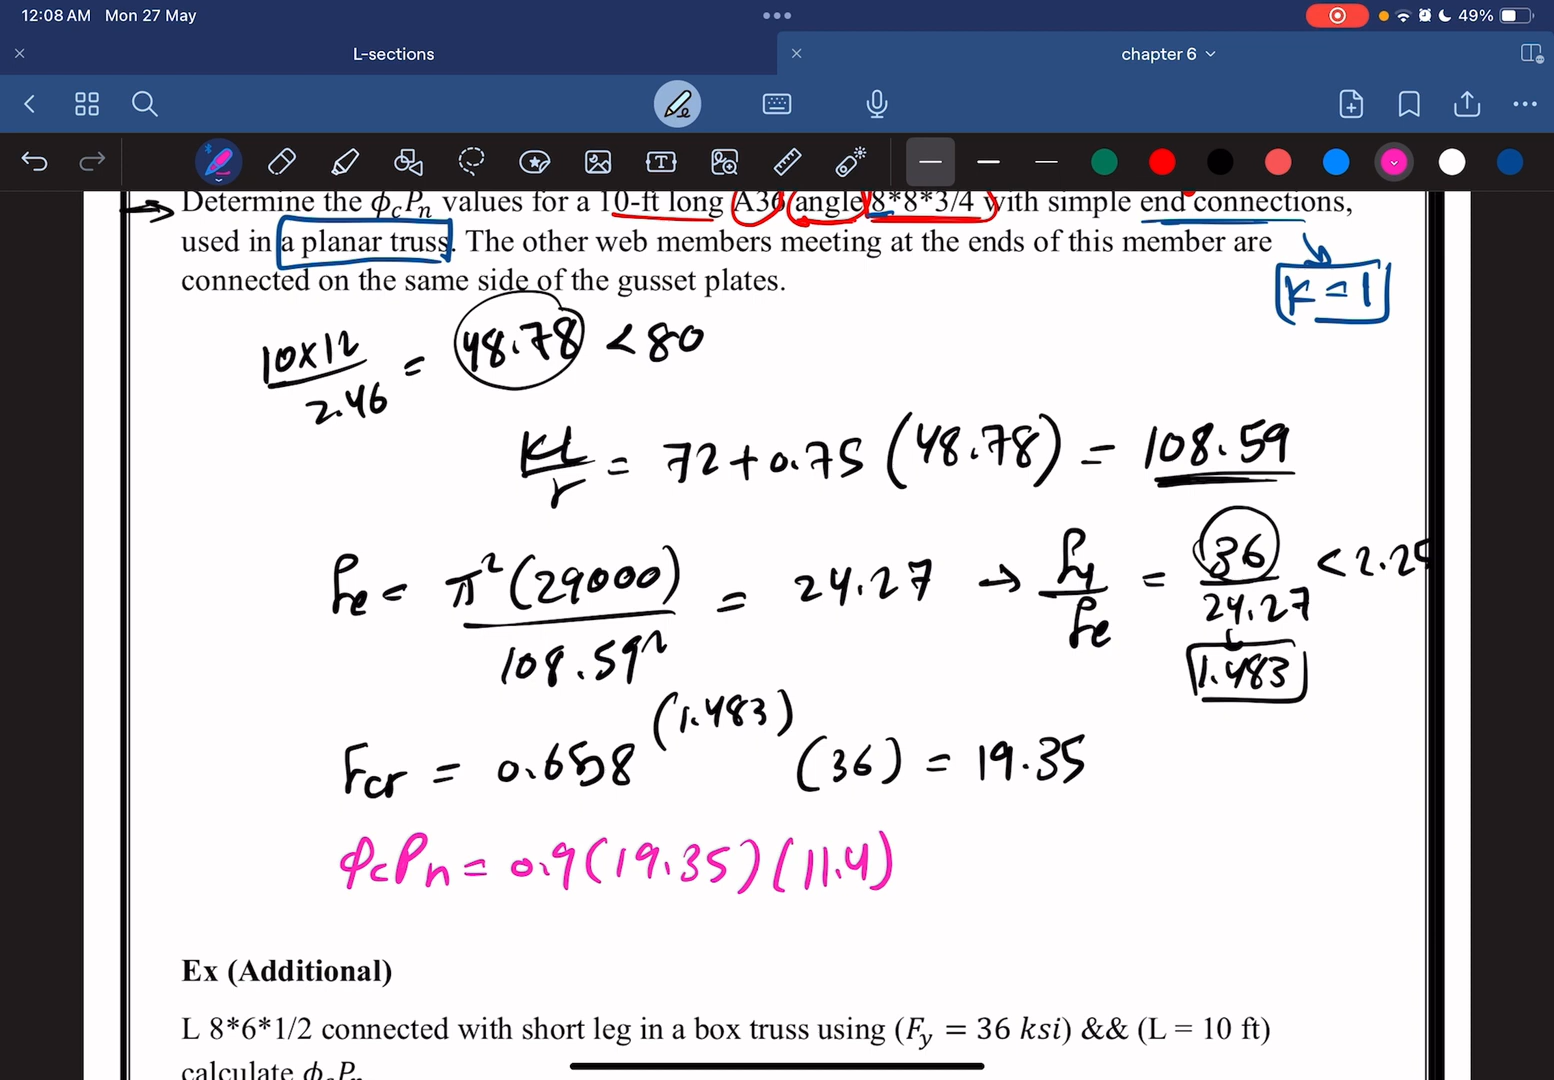 12:08 AM Mon 27 May
49%
L-sections
chapter 6
Determine the ϕcPn values for a 10-ft long A36 angle 8*8*3/4 with simple end connections,
used in a planar truss. The other web members meeting at the ends of this member are
connected on the same side of the gusset plates.
K = 1
10×12 / 2.46 = 48.78 < 80
KL/r = 72 + 0.75 (48.78) = 108.59
Fe = π²(29000) / 108.59² = 24.27 → Fy/Fe = 36/24.27 < 2.25
1.483
Fcr = 0.658^(1.483) (36) = 19.35
ϕcPn = 0.9(19.35)(11.4)
Ex (Additional)
L 8*6*1/2 connected with short leg in a box truss using (Fy = 36 ksi) && (L = 10 ft)
calculate ϕcPn